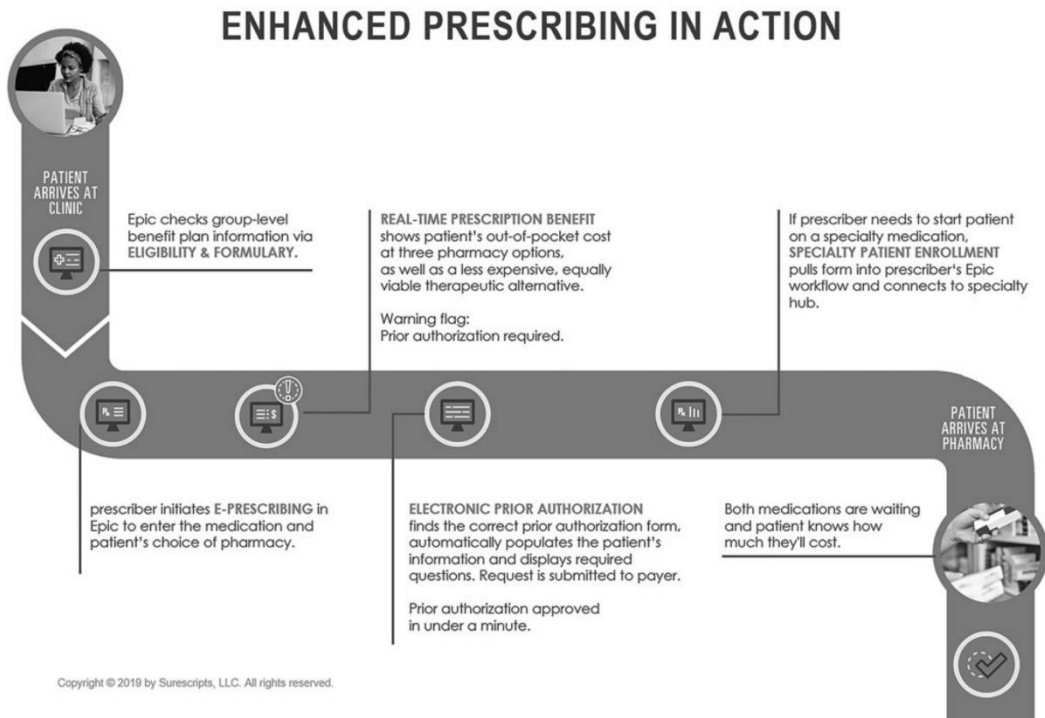 ENHANCED PRESCRIBING IN ACTION
PATIENT
ARRIVES AT
CLINIC
Epic checks group-level
benefit plan information via
ELIGIBILITY & FORMULARY.
REAL-TIME PRESCRIPTION BENEFIT
shows patient's out-of-pocket cost
at three pharmacy options,
as well as a less expensive, equally
viable therapeutic alternative.
Warning flag:
Prior authorization required.
If prescriber needs to start patient
on a specialty medication,
SPECIALTY PATIENT ENROLLMENT
pulls form into prescriber's Epic
workflow and connects to specialty
hub.
prescriber initiates E-PRESCRIBING in
Epic to enter the medication and
patient's choice of pharmacy.
ELECTRONIC PRIOR AUTHORIZATION
finds the correct prior authorization form,
automatically populates the patient's
information and displays required
questions. Request is submitted to payer.
Prior authorization approved
in under a minute.
PATIENT
ARRIVES AT
PHARMACY
Both medications are waiting
and patient knows how
much they'll cost.
Copyright © 2019 by Surescripts, LLC. All rights reserved.